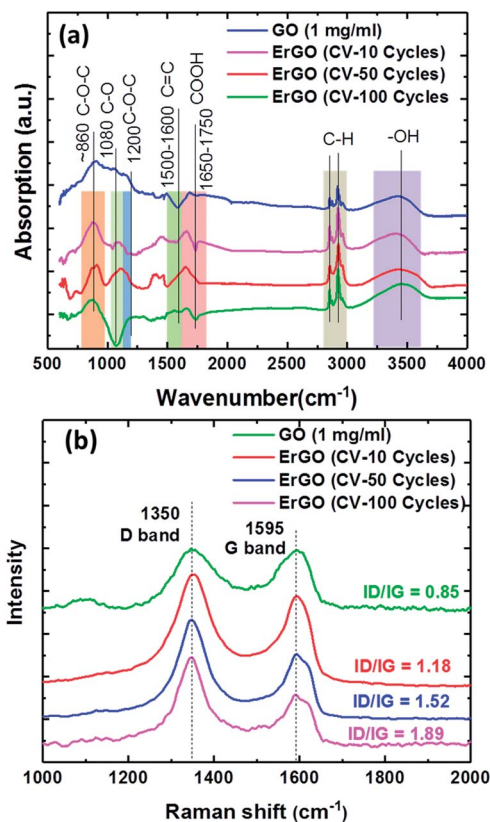 (a)
GO (1 mg/ml)
ErGO (CV-10 Cycles)
ErGO (CV-50 Cycles)
ErGO (CV-100 Cycles
~860 C-O-C
1080 C-O
1200C-O-C
1500-1600 C=C
COOH
1650-1750
C-H
-OH
Absorption (a.u.)
500 1000 1500 2000 2500 3000 3500 4000
Wavenumber(cm-1)
(b)
GO (1 mg/ml)
ErGO (CV-10 Cycles)
ErGO (CV-50 Cycles)
ErGO (CV-100 Cycles)
1350
D band
1595
G band
ID/IG = 0.85
ID/IG = 1.18
ID/IG = 1.52
ID/IG = 1.89
Intensity
1000 1200 1400 1600 1800 2000
Raman shift (cm-1)